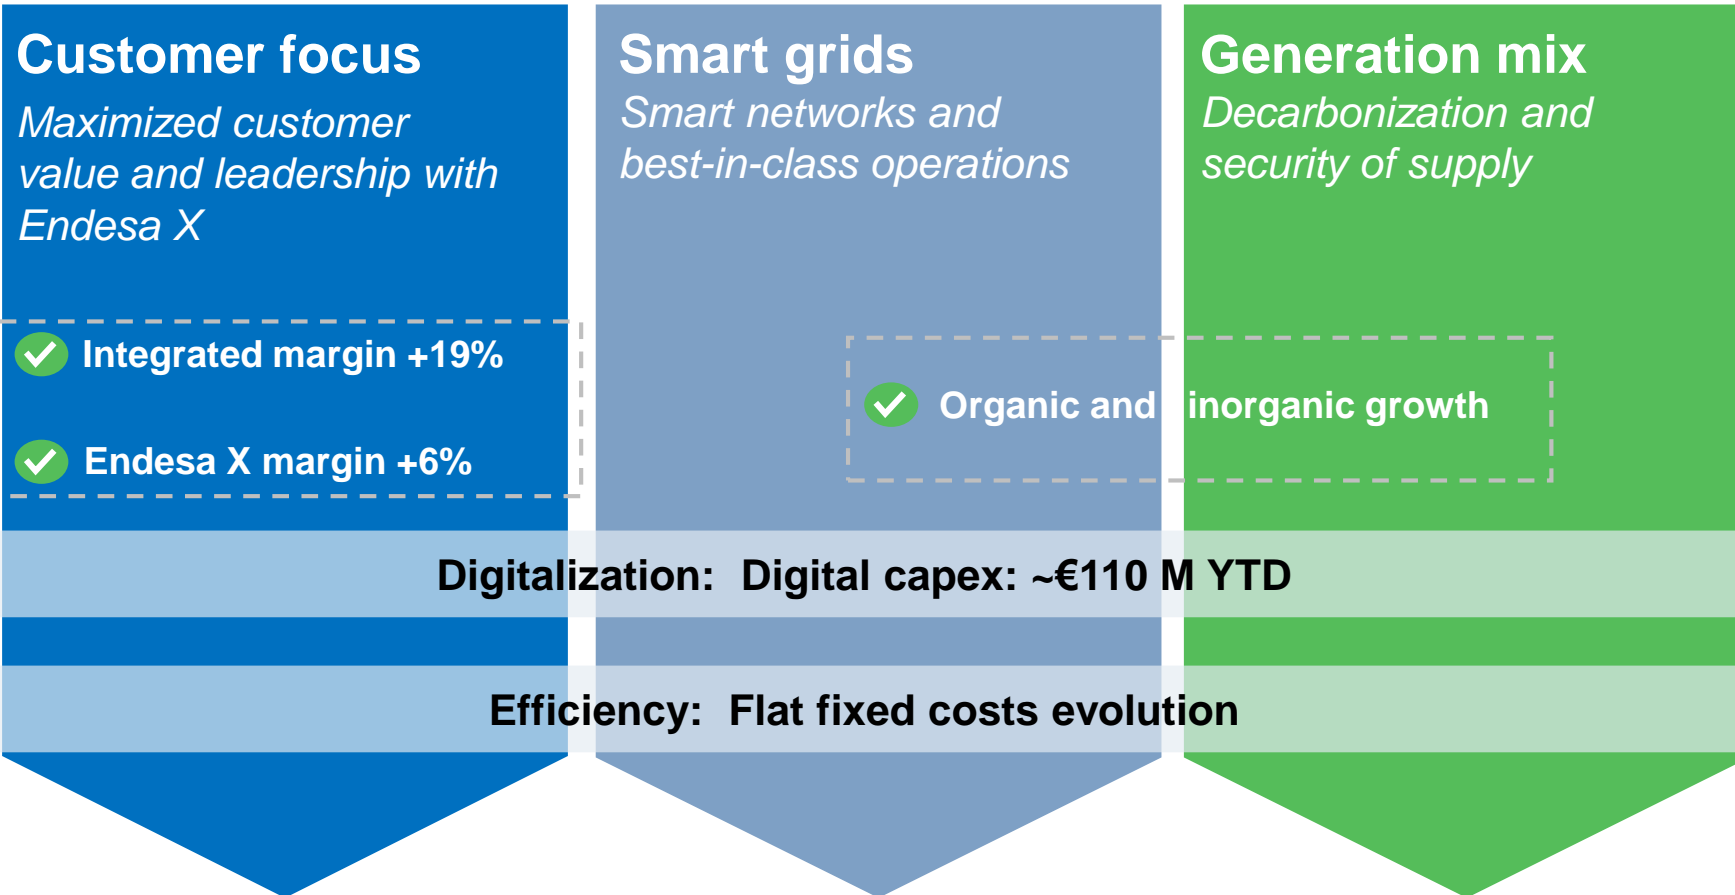 Customer focus
Maximized customer
value and leadership with
Endesa X
Integrated margin +19%
Endesa X margin +6%
Smart grids
Smart networks and
best-in-class operations
Generation mix
Decarbonization and
security of supply
Organic and inorganic growth
Digitalization: Digital capex: ~€110 M YTD
Efficiency: Flat fixed costs evolution